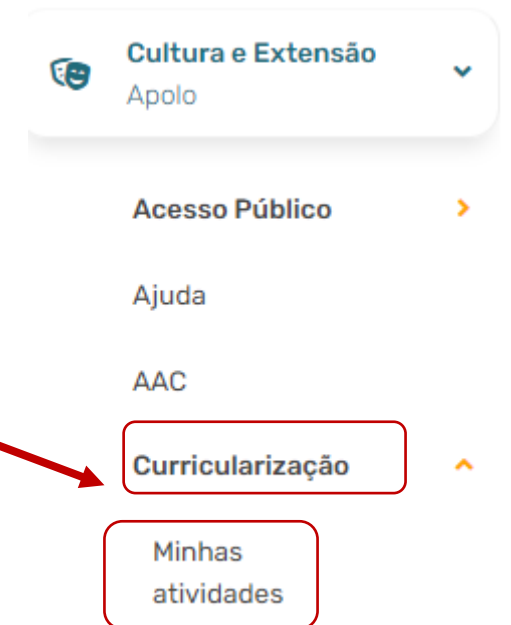 Cultura e Extensão
Apolo
Acesso Público
Ajuda
AAC
Curricularização
Minhas
atividades